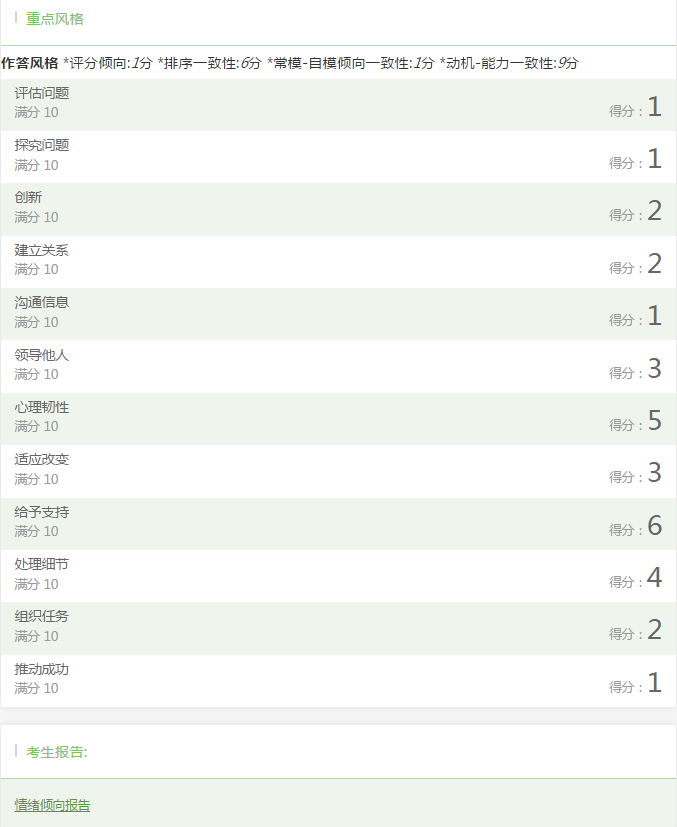 重点风格
作答风格 *评分倾向:1分 *排序一致性:6分 *常模-自模倾向一致性:1分 *动机-能力一致性:9分
评估问题
满分 10
得分：1
探究问题
满分 10
得分：1
创新
满分 10
得分：2
建立关系
满分 10
得分：2
沟通信息
满分 10
得分：1
领导他人
满分 10
得分：3
心理韧性
满分 10
得分：5
适应改变
满分 10
得分：3
给予支持
满分 10
得分：6
处理细节
满分 10
得分：4
组织任务
满分 10
得分：2
推动成功
满分 10
得分：1
考生报告:
情绪倾向报告